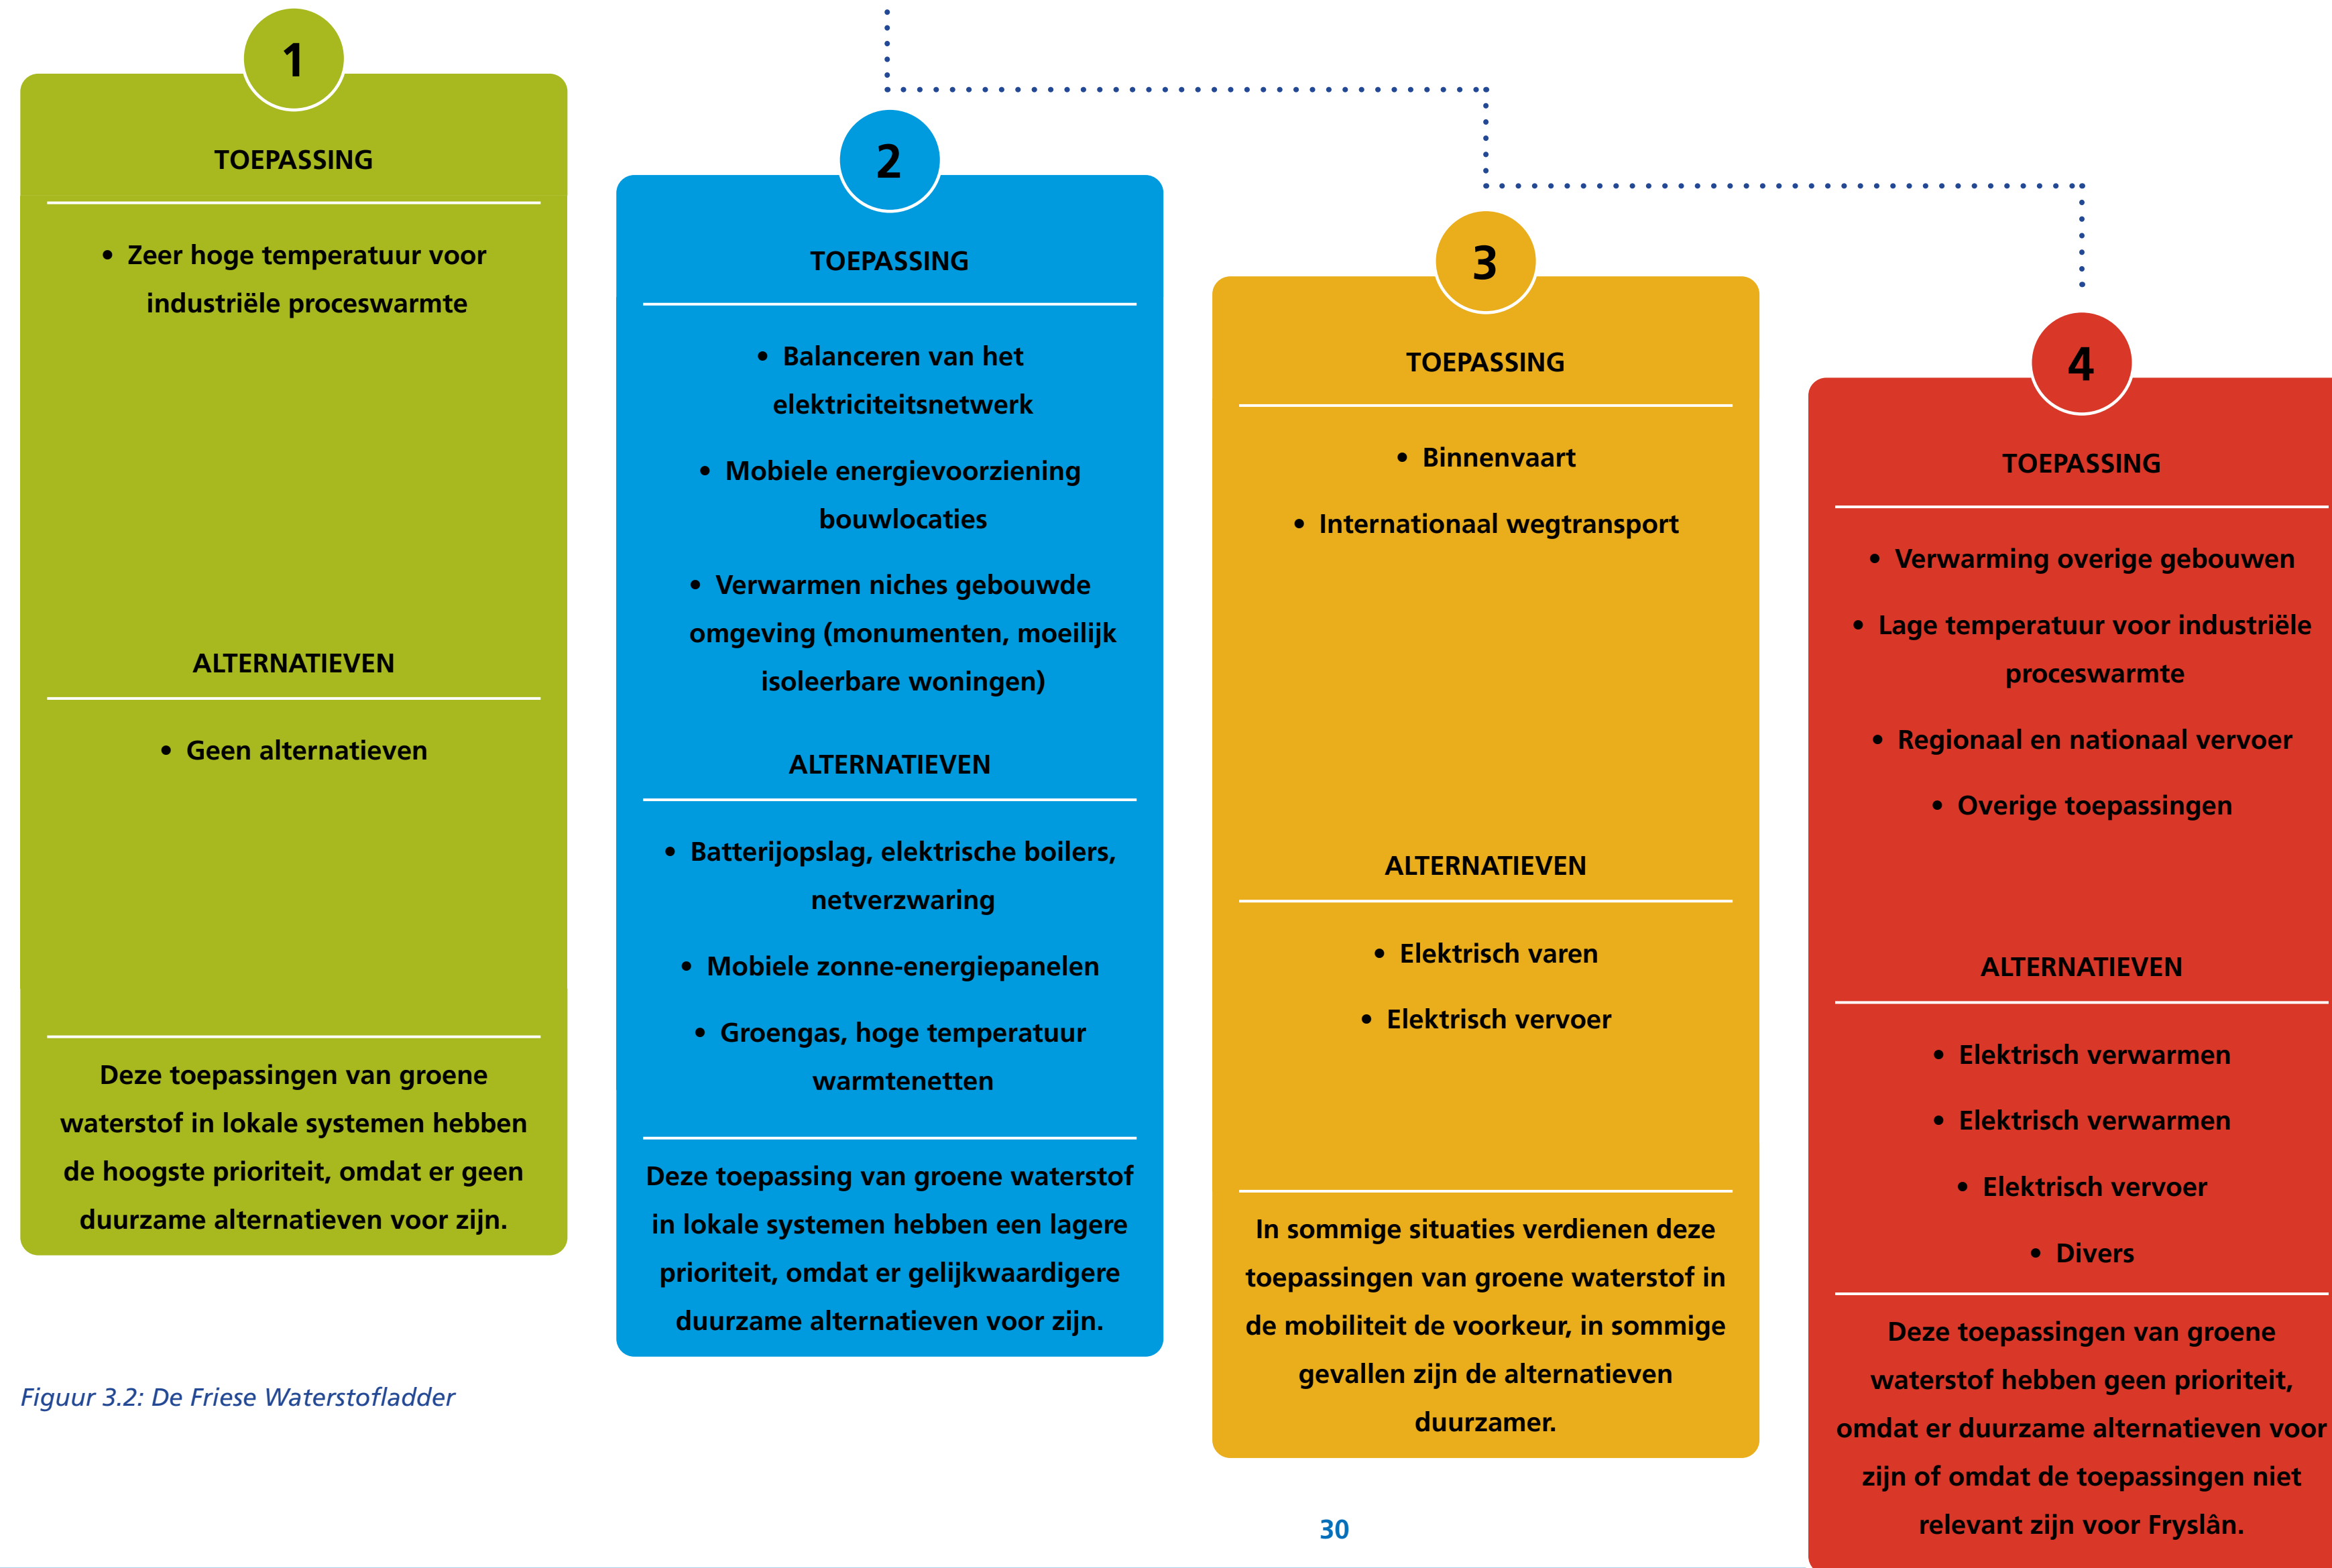 1
TOEPASSING
• Zeer hoge temperatuur voor
industriële proceswarmte
ALTERNATIEVEN
• Geen alternatieven
Deze toepassingen van groene
waterstof in lokale systemen hebben
de hoogste prioriteit, omdat er geen
duurzame alternatieven voor zijn.
2
TOEPASSING
• Balanceren van het
elektriciteitsnetwerk
• Mobiele energievoorziening
bouwlocaties
• Verwarmen niches gebouwde
omgeving (monumenten, moeilijk
isoleerbare woningen)
ALTERNATIEVEN
• Batterijopslag, elektrische boilers,
netverzwaring
• Mobiele zonne-energiepanelen
• Groengas, hoge temperatuur
warmtenetten
Deze toepassing van groene waterstof
in lokale systemen hebben een lagere
prioriteit, omdat er gelijkwaardigere
duurzame alternatieven voor zijn.
3
TOEPASSING
• Binnenvaart
• Internationaal wegtransport
ALTERNATIEVEN
• Elektrisch varen
• Elektrisch vervoer
In sommige situaties verdienen deze
toepassingen van groene waterstof in
de mobiliteit de voorkeur, in sommige
gevallen zijn de alternatieven
duurzamer.
4
TOEPASSING
• Verwarming overige gebouwen
• Lage temperatuur voor industriële
proceswarmte
• Regionaal en nationaal vervoer
• Overige toepassingen
ALTERNATIEVEN
• Elektrisch verwarmen
• Elektrisch verwarmen
• Elektrisch vervoer
• Divers
Deze toepassingen van groene
waterstof hebben geen prioriteit,
omdat er duurzame alternatieven voor
zijn of omdat de toepassingen niet
relevant zijn voor Fryslân.
Figuur 3.2: De Friese Waterstofladder
30